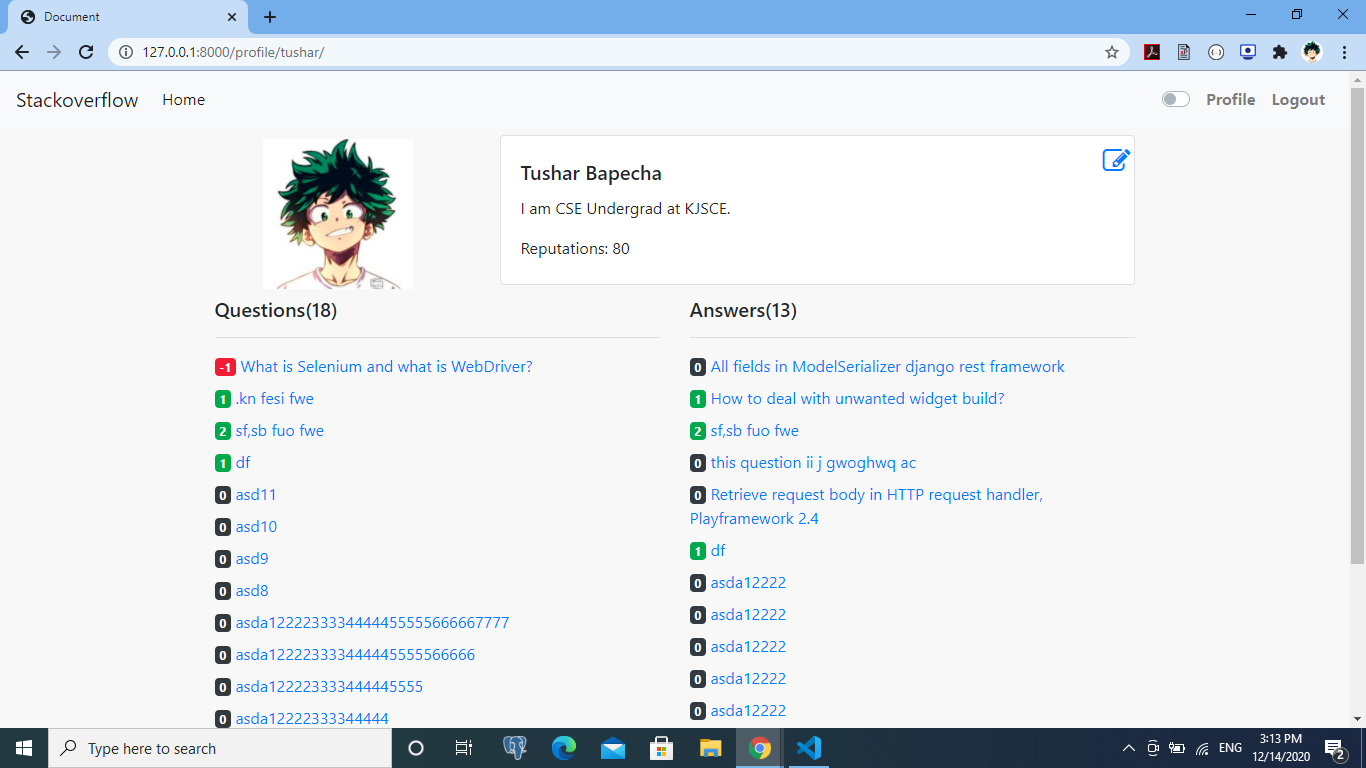 Document
127.0.0.1:8000/profile/tushar/
Stackoverflow Home Profile Logout
Tushar Bapecha
I am CSE Undergrad at KJSCE.
Reputations: 80
Questions(18)
-1 What is Selenium and what is WebDriver?
1 .kn fesi fwe
2 sf,sb fuo fwe
1 df
0 asd11
0 asd10
0 asd9
0 asd8
0 asda1222233334444455555666667777
0 asda122223333444445555566666
0 asda122223333444445555
0 asda12222333344444
Answers(13)
0 All fields in ModelSerializer django rest framework
1 How to deal with unwanted widget build?
2 sf,sb fuo fwe
0 this question ii j gwoghwq ac
0 Retrieve request body in HTTP request handler,
Playframework 2.4
1 df
0 asda12222
0 asda12222
0 asda12222
0 asda12222
0 asda12222
Type here to search
ENG
3:13 PM
12/14/2020
2